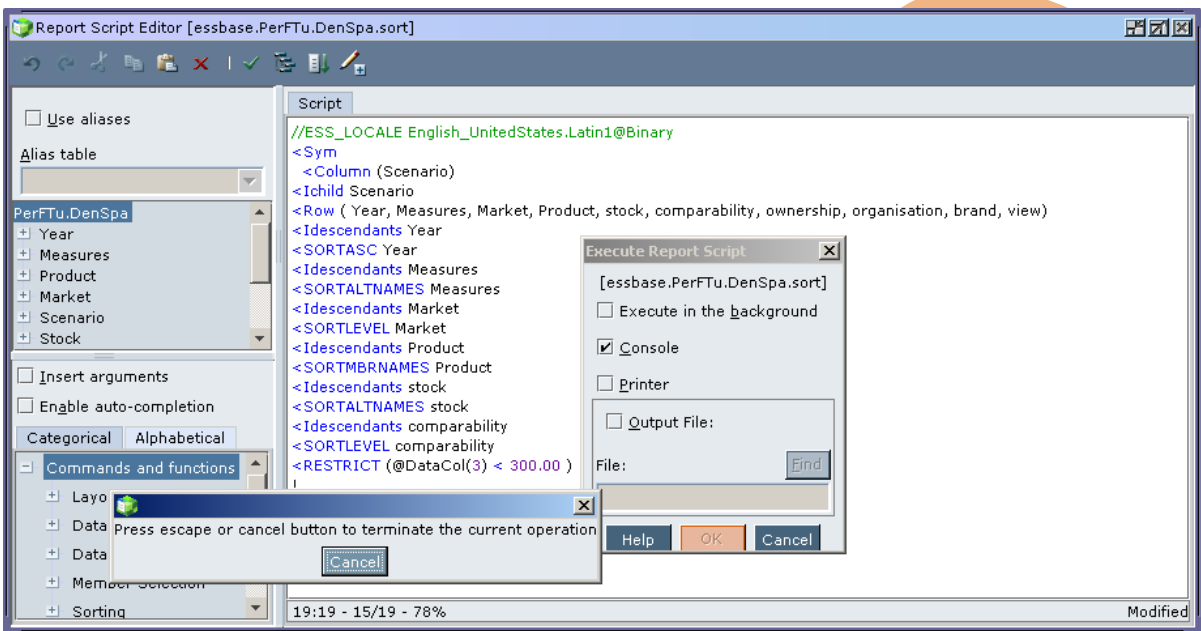 Report Script Editor [essbase.PerFTu.DenSpa.sort]
Use aliases
Alias table
PerFTu.DenSpa
Year
Measures
Product
Market
Scenario
Stock
Insert arguments
Enable auto-completion
Categorical Alphabetical
Commands and functions
Layo
Data
Data
Member Selection
Sorting
Script
//ESS_LOCALE English_UnitedStates.Latin1@Binary
<Sym
<Column (Scenario)
<Ichild Scenario
<Row ( Year, Measures, Market, Product, stock, comparability, ownership, organisation, brand, view)
<Idescendants Year
<SORTASC Year
<Idescendants Measures
<SORTALTNAMES Measures
<Idescendants Market
<SORTLEVEL Market
<Idescendants Product
<SORTMBRNAMES Product
<Idescendants stock
<SORTALTNAMES stock
<Idescendants comparability
<SORTLEVEL comparability
<RESTRICT (@DataCol(3) < 300.00 )
Execute Report Script
[essbase.PerFTu.DenSpa.sort]
Execute in the background
Console
Printer
Output File:
File:
Find
Help OK Cancel
Press escape or cancel button to terminate the current operation
Cancel
19:19 - 15/19 - 78%
Modified